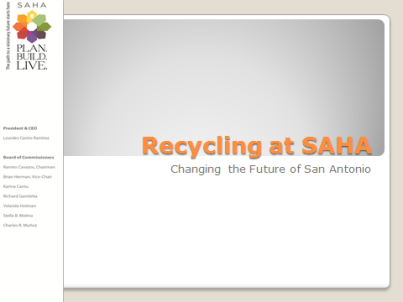 SAHA
The path to a visionary future starts here
PLAN.
BUILD.
LIVE.
President & CEO
Lourdes Castro Ramírez
Board of Commissioners
Ramiro Cavazos, Chairman
Brian Herman, Vice-Chair
Karina Cantu
Richard Gambitta
Yolanda Hotman
Stella B. Molina
Charles R. Muñoz
Recycling at SAHA
Changing the Future of San Antonio